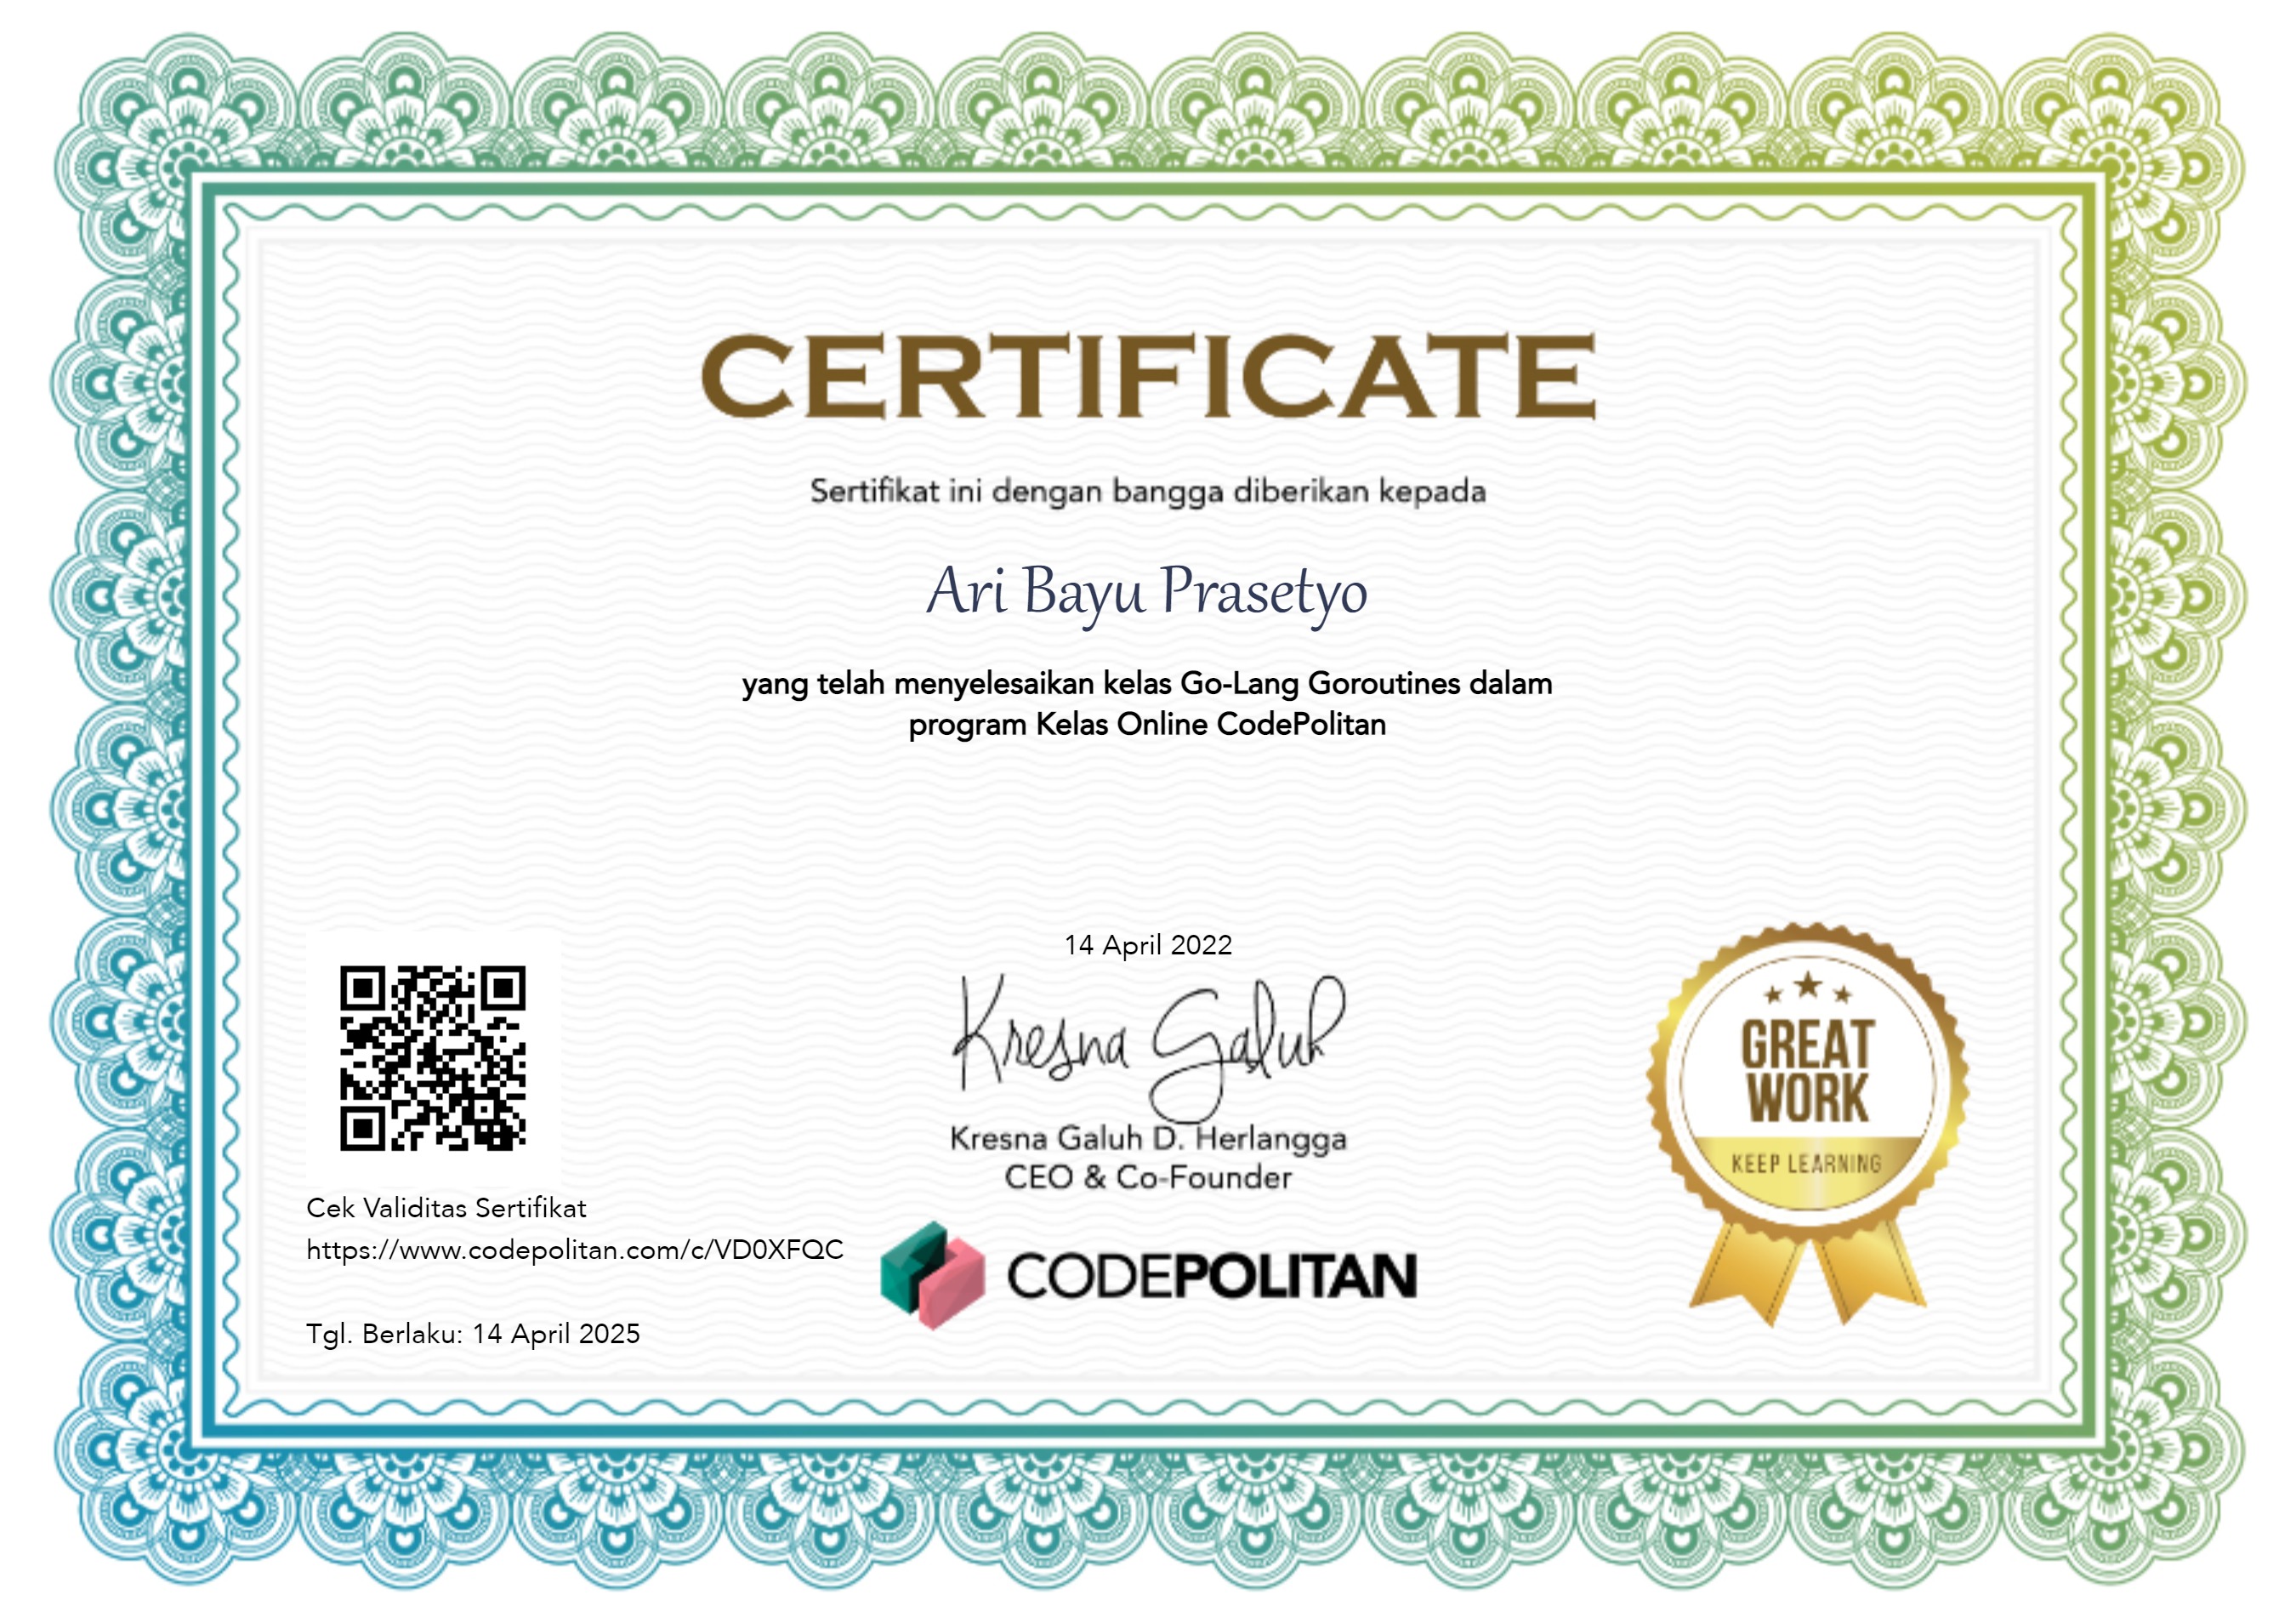 CERTIFICATE
Sertifikat ini dengan bangga diberikan kepada
Ari Bayu Prasetyo
yang telah menyelesaikan kelas Go-Lang Goroutines dalam
program Kelas Online CodePolitan
14 April 2022
Kresna Galuh
Kresna Galuh D. Herlangga
CEO & Co-Founder
CODEPOLITAN
Cek Validitas Sertifikat
https://www.codepolitan.com/c/VD0XFQC
Tgl. Berlaku: 14 April 2025
GREAT
WORK
KEEP LEARNING